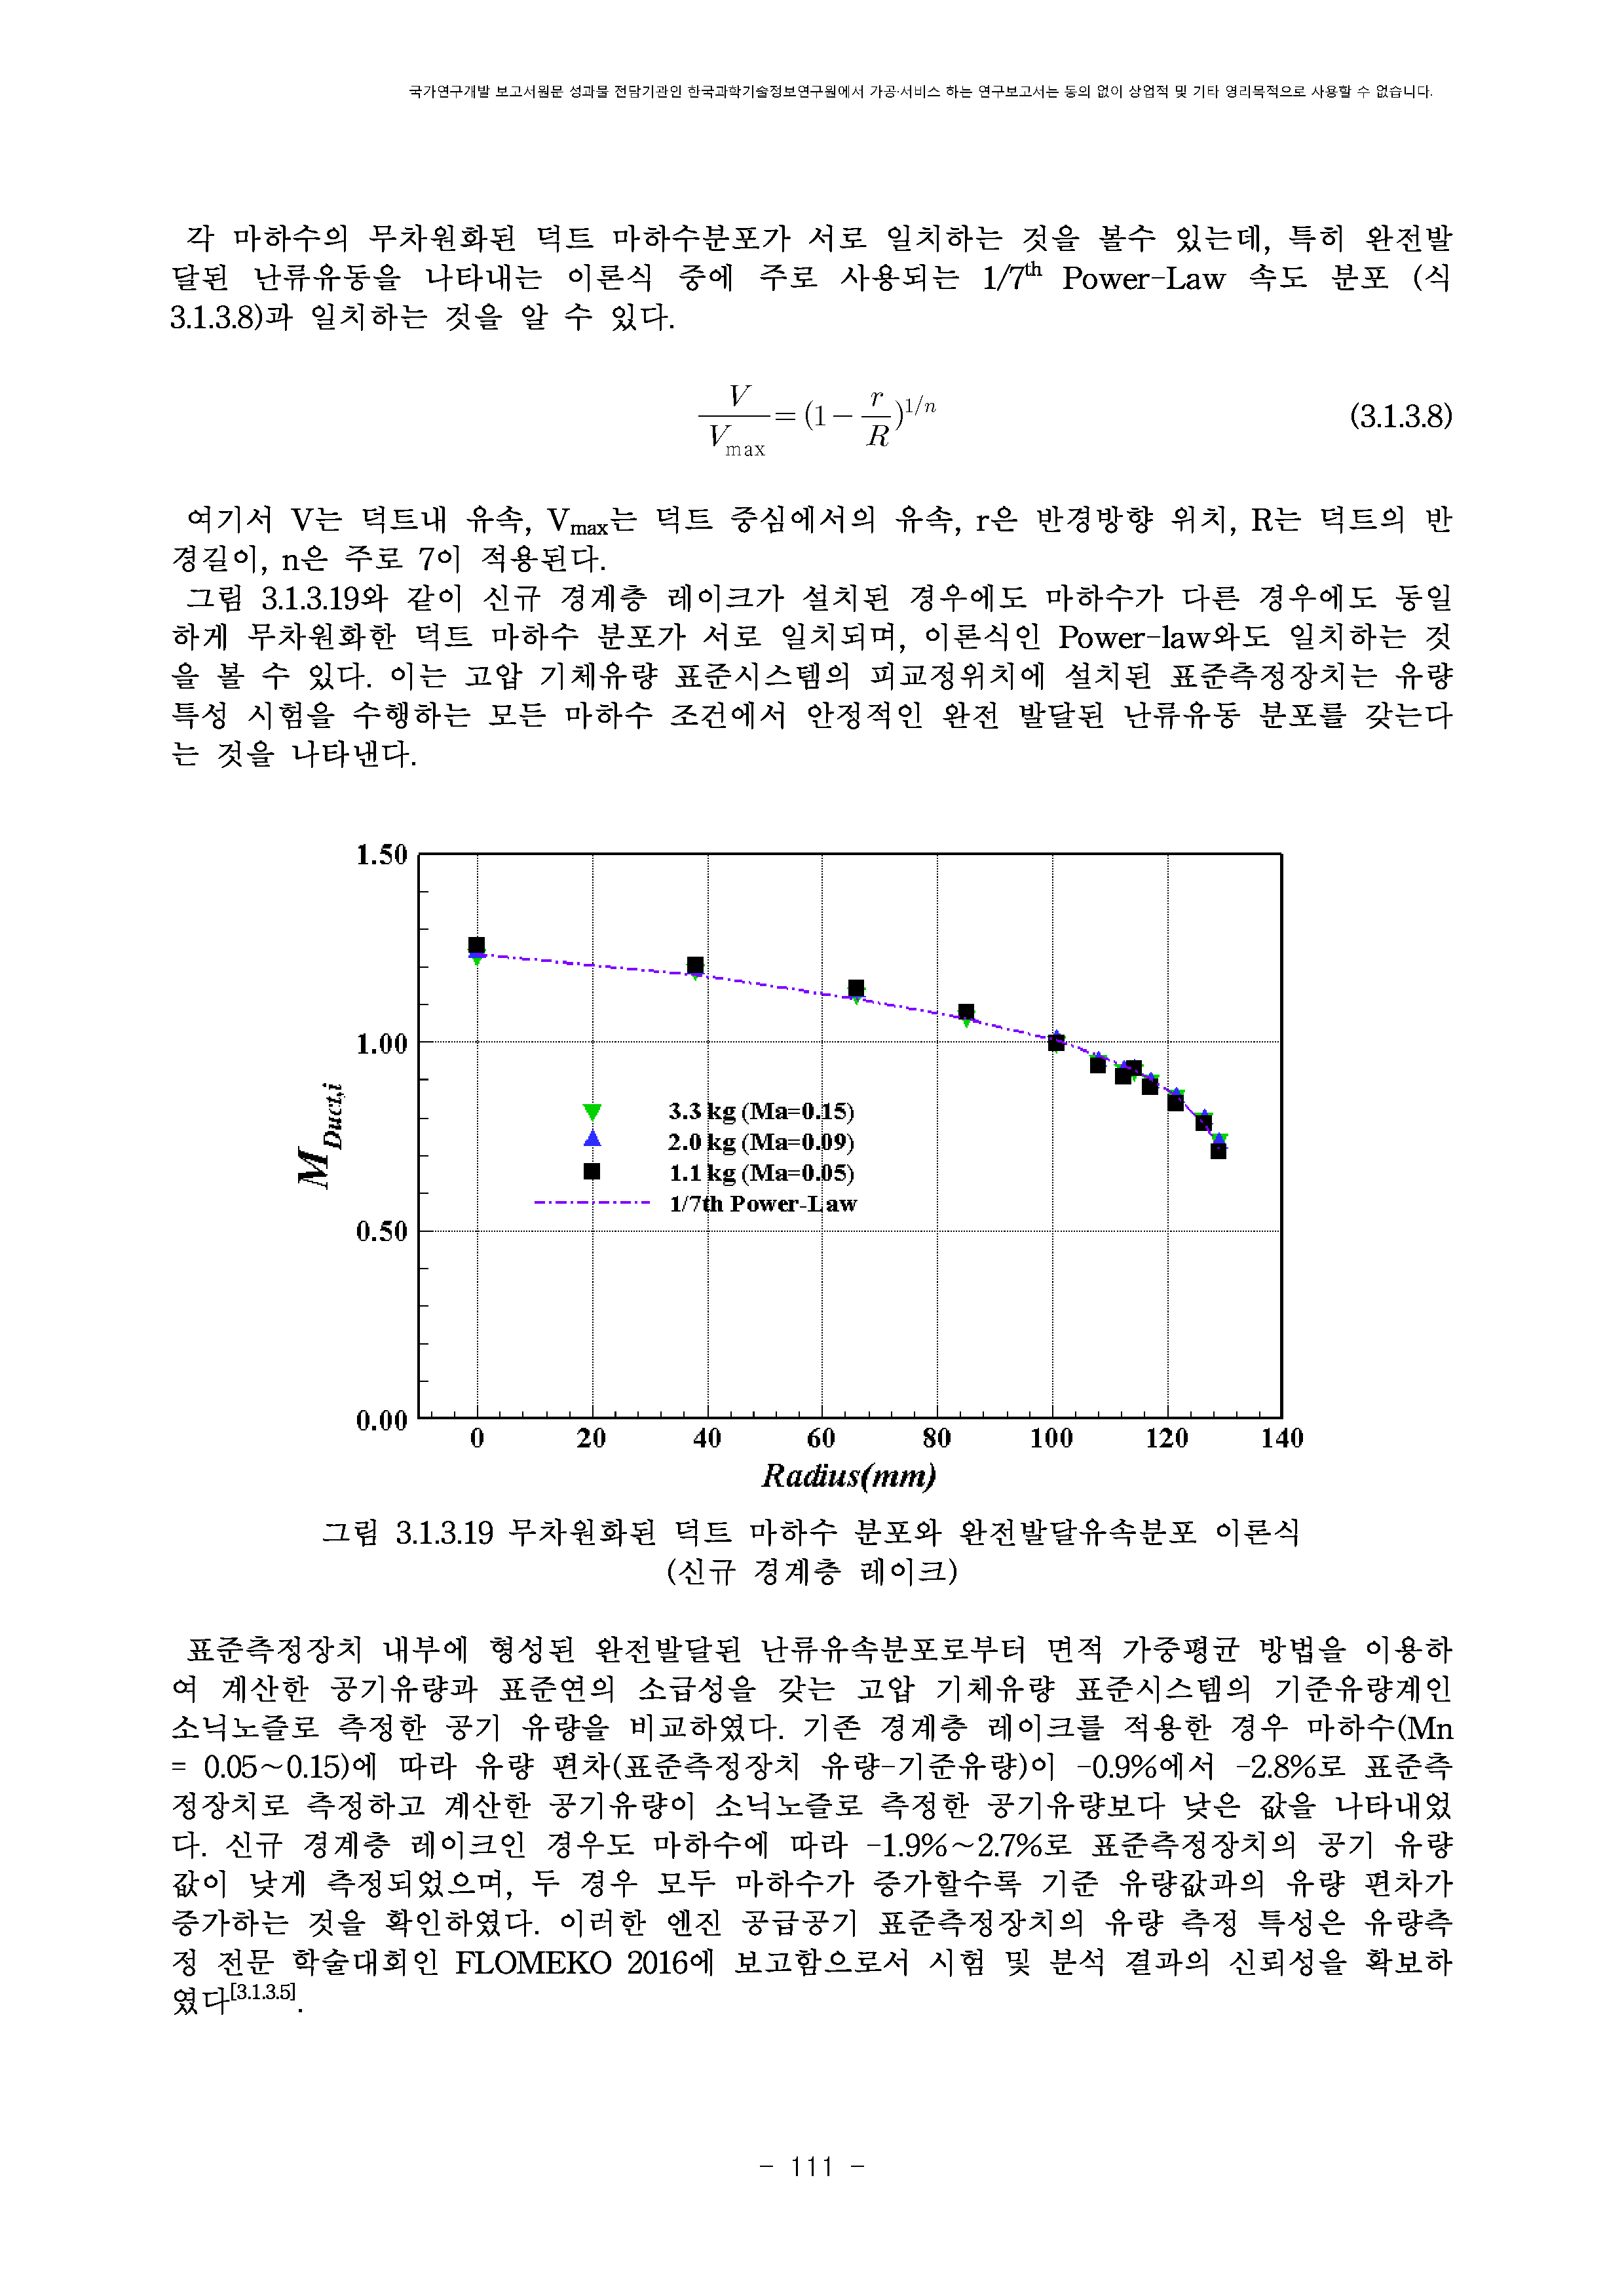 국가연구개발 보고서원문 성과물 전담기관인 한국과학기술정보연구원에서 가공·서비스 하는 연구보고서는 동의 없이 상업적 및 기타 영리목적으로 사용할 수 없습니다.
각 마하수의 무차원화된 덕트 마하수분포가 서로 일치하는 것을 볼수 있는데, 특히 완전발
달된 난류유동을 나타내는 이론식 중에 주로 사용되는 1/7th Power-Law 속도 분포 (식
3.1.3.8)과 일치하는 것을 알 수 있다.
V/Vmax = (1 − r/R)^1/n (3.1.3.8)
여기서 V는 덕트내 유속, Vmax는 덕트 중심에서의 유속, r은 반경방향 위치, R는 덕트의 반
경길이, n은 주로 7이 적용된다.
그림 3.1.3.19와 같이 신규 경계층 레이크가 설치된 경우에도 마하수가 다른 경우에도 동일
하게 무차원화한 덕트 마하수 분포가 서로 일치되며, 이론식인 Power-law와도 일치하는 것
을 볼 수 있다. 이는 고압 기체유량 표준시스템의 피교정위치에 설치된 표준측정장치는 유량
특성 시험을 수행하는 모든 마하수 조건에서 안정적인 완전 발달된 난류유동 분포를 갖는다
는 것을 나타낸다.
1.50
1.00
0.50
0.00
M Duct,i
3.3 kg (Ma=0.15)
2.0 kg (Ma=0.09)
1.1 kg (Ma=0.05)
1/7th Power-Law
0 20 40 60 80 100 120 140
Radius(mm)
그림 3.1.3.19 무차원화된 덕트 마하수 분포와 완전발달유속분포 이론식
(신규 경계층 레이크)
표준측정장치 내부에 형성된 완전발달된 난류유속분포로부터 면적 가중평균 방법을 이용하
여 계산한 공기유량과 표준연의 소급성을 갖는 고압 기체유량 표준시스템의 기준유량계인
소닉노즐로 측정한 공기 유량을 비교하였다. 기존 경계층 레이크를 적용한 경우 마하수(Mn
= 0.05~0.15)에 따라 유량 편차(표준측정장치 유량-기준유량)이 -0.9%에서 -2.8%로 표준측
정장치로 측정하고 계산한 공기유량이 소닉노즐로 측정한 공기유량보다 낮은 값을 나타내었
다. 신규 경계층 레이크인 경우도 마하수에 따라 -1.9%~2.7%로 표준측정장치의 공기 유량
값이 낮게 측정되었으며, 두 경우 모두 마하수가 증가할수록 기준 유량값과의 유량 편차가
증가하는 것을 확인하였다. 이러한 엔진 공급공기 표준측정장치의 유량 측정 특성은 유량측
정 전문 학술대회인 FLOMEKO 2016에 보고함으로서 시험 및 분석 결과의 신뢰성을 확보하
였다[3.1.3.5].
- 111 -